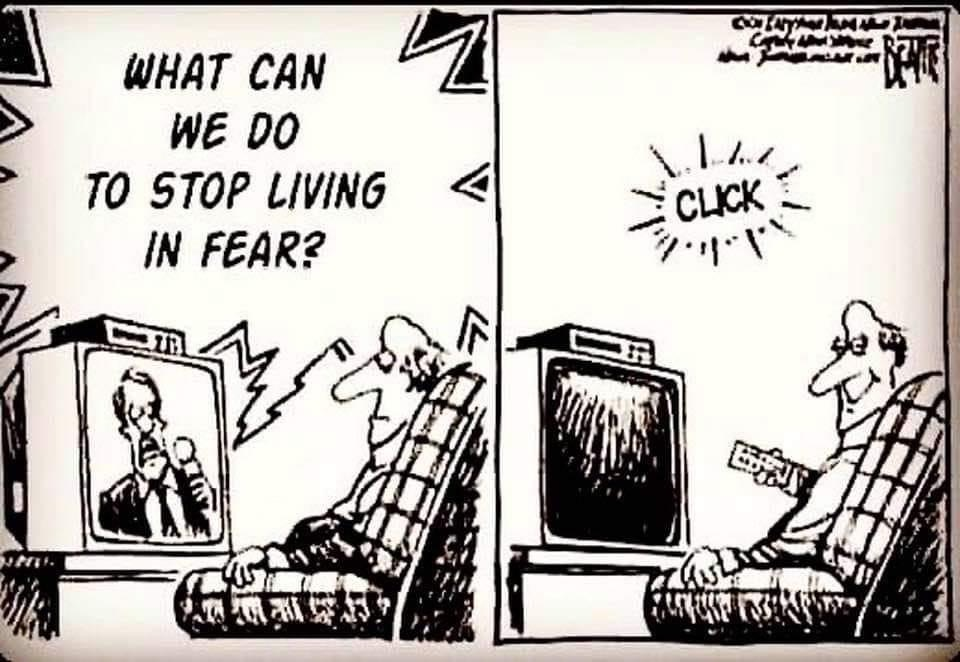 WHAT CAN
WE DO
TO STOP LIVING
IN FEAR?
CLICK
BEATTIE